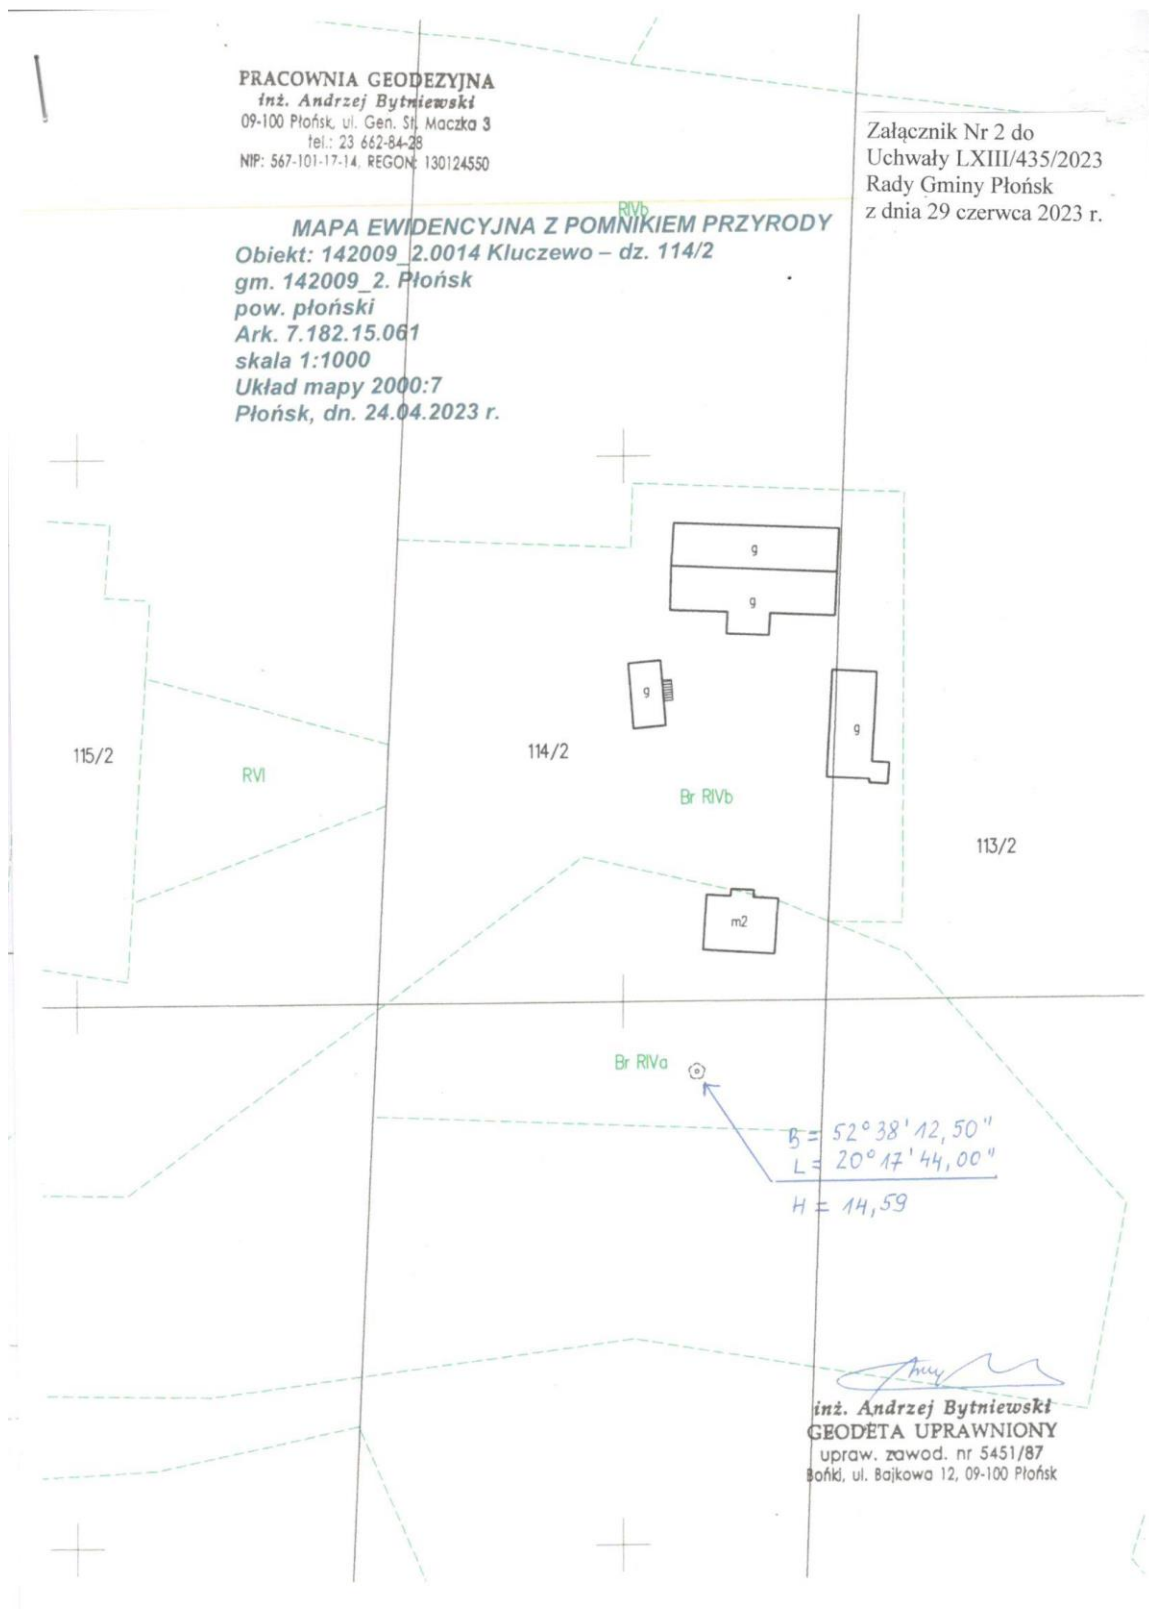 PRACOWNIA GEODEZYJNA
inż. Andrzej Bytniewski
09-100 Płońsk, ul. Gen. St. Maczka 3
tel.: 23 662-84-28
NIP: 567-101-17-14, REGON: 130124550
Załącznik Nr 2 do
Uchwały LXIII/435/2023
Rady Gminy Płońsk
z dnia 29 czerwca 2023 r.
RIVb
MAPA EWIDENCYJNA Z POMNIKIEM PRZYRODY
Obiekt: 142009_2.0014 Kluczewo – dz. 114/2
gm. 142009_2. Płońsk
pow. płoński
Ark. 7.182.15.061
skala 1:1000
Układ mapy 2000:7
Płońsk, dn. 24.04.2023 r.
g
g
g
g
115/2
114/2
RVI
Br RIVb
113/2
m2
Br RIVa
B = 52° 38' 12,50"
L = 20° 17' 44,00"
H = 14,59
inż. Andrzej Bytniewski
GEODETA UPRAWNIONY
upraw. zawod. nr 5451/87
Bońki, ul. Bajkowa 12, 09-100 Płońsk